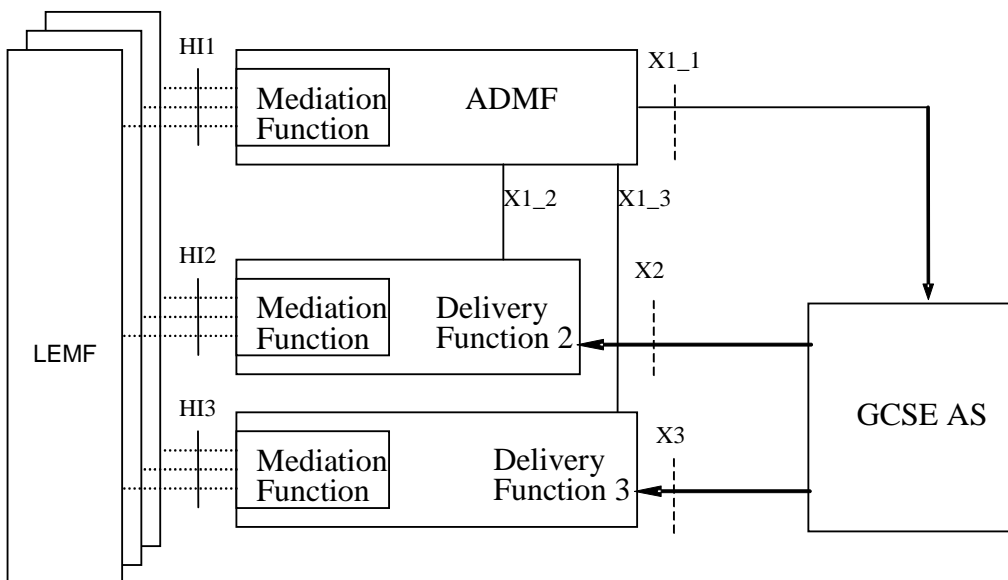 HI1
X1_1
Mediation
Function
ADMF
X1_2
X1_3
HI2
X2
Mediation
Function
Delivery
Function 2
LEMF
GCSE AS
HI3
X3
Mediation
Function
Delivery
Function 3